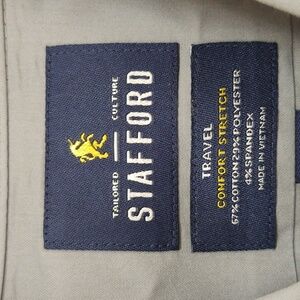 TAILORED CULTURE
STAFFORD
TRAVEL
COMFORT STRETCH
67% COTTON 29% POLYESTER
4% SPANDEX
MADE IN VIETNAM